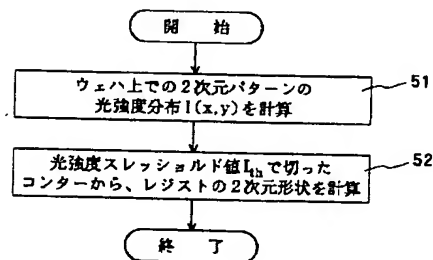 開始
ウェハ上での2次元パターンの
光強度分布I(x,y)を計算
51
光強度スレッショルド値Ithで切った
コンターから、レジストの2次元形状を計算
52
終了